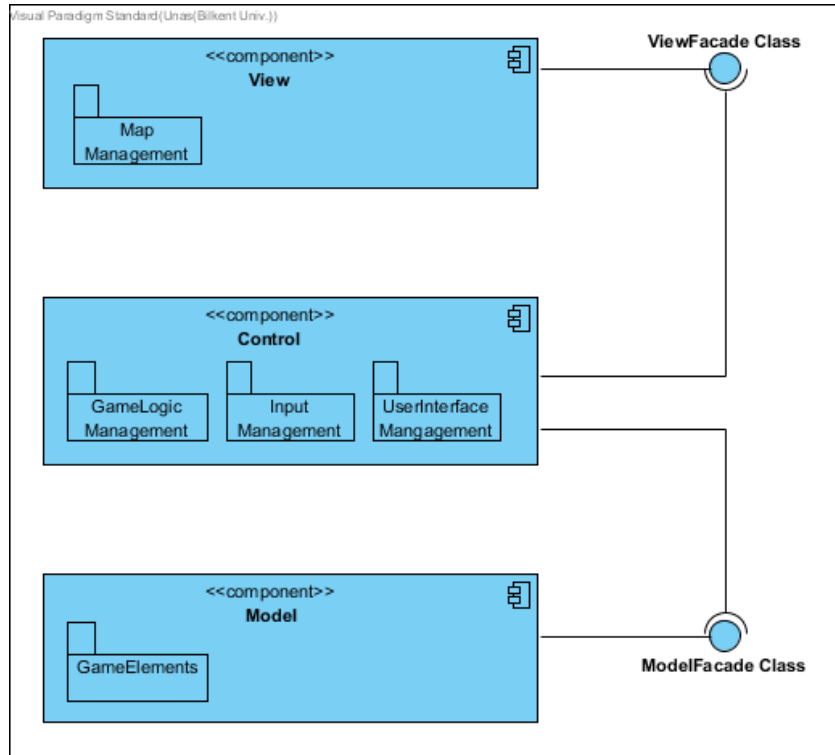 Visual Paradigm Standard(Unas(Bilkent Univ.))
ViewFacade Class
<<component>>
View
Map
Management
<<component>>
Control
GameLogic
Management
Input
Management
UserInterface
Mangagement
<<component>>
Model
GameElements
ModelFacade Class